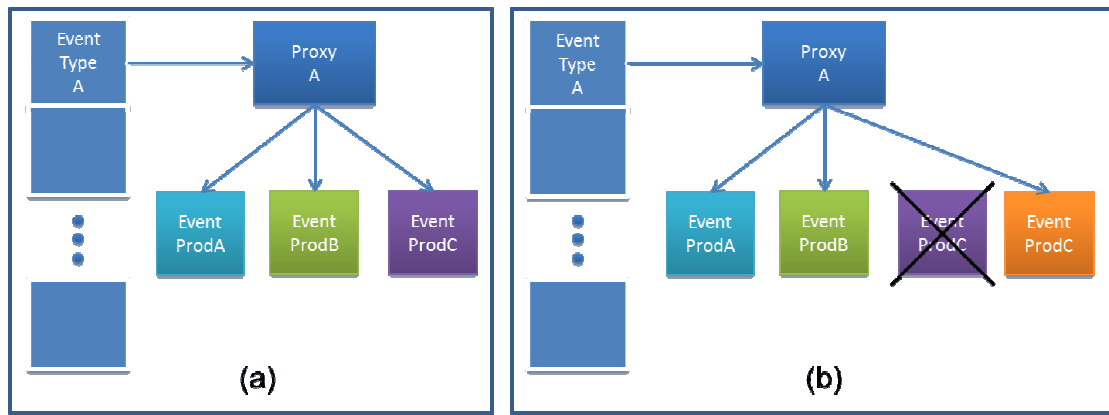 Event
Type
A
Proxy
A
Event
ProdA
Event
ProdB
Event
ProdC
(a)
Event
Type
A
Proxy
A
Event
ProdA
Event
ProdB
Event
ProdC
Event
ProdC
(b)